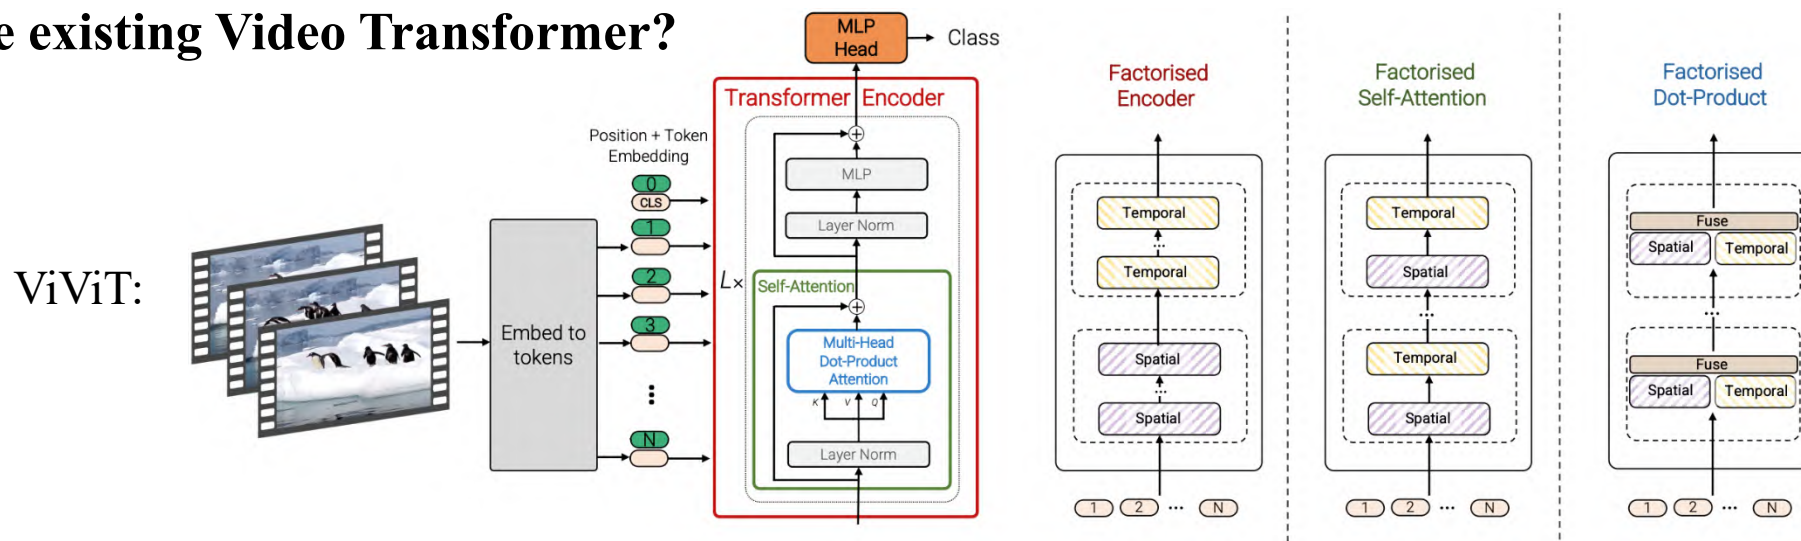 e existing Video Transformer?
ViViT:
Embed to
tokens
Position + Token
Embedding
0
CLS
1
2
3
N
MLP
Head
Class
Transformer Encoder
L×
MLP
Layer Norm
Self-Attention
Multi-Head
Dot-Product
Attention
K V Q
Layer Norm
Factorised
Encoder
Temporal
...
Temporal
Spatial
...
Spatial
1 2 ... N
Factorised
Self-Attention
Temporal
Spatial
...
Temporal
Spatial
1 2 ... N
Factorised
Dot-Product
Fuse
Spatial Temporal
...
Fuse
Spatial Temporal
1 2 ... N